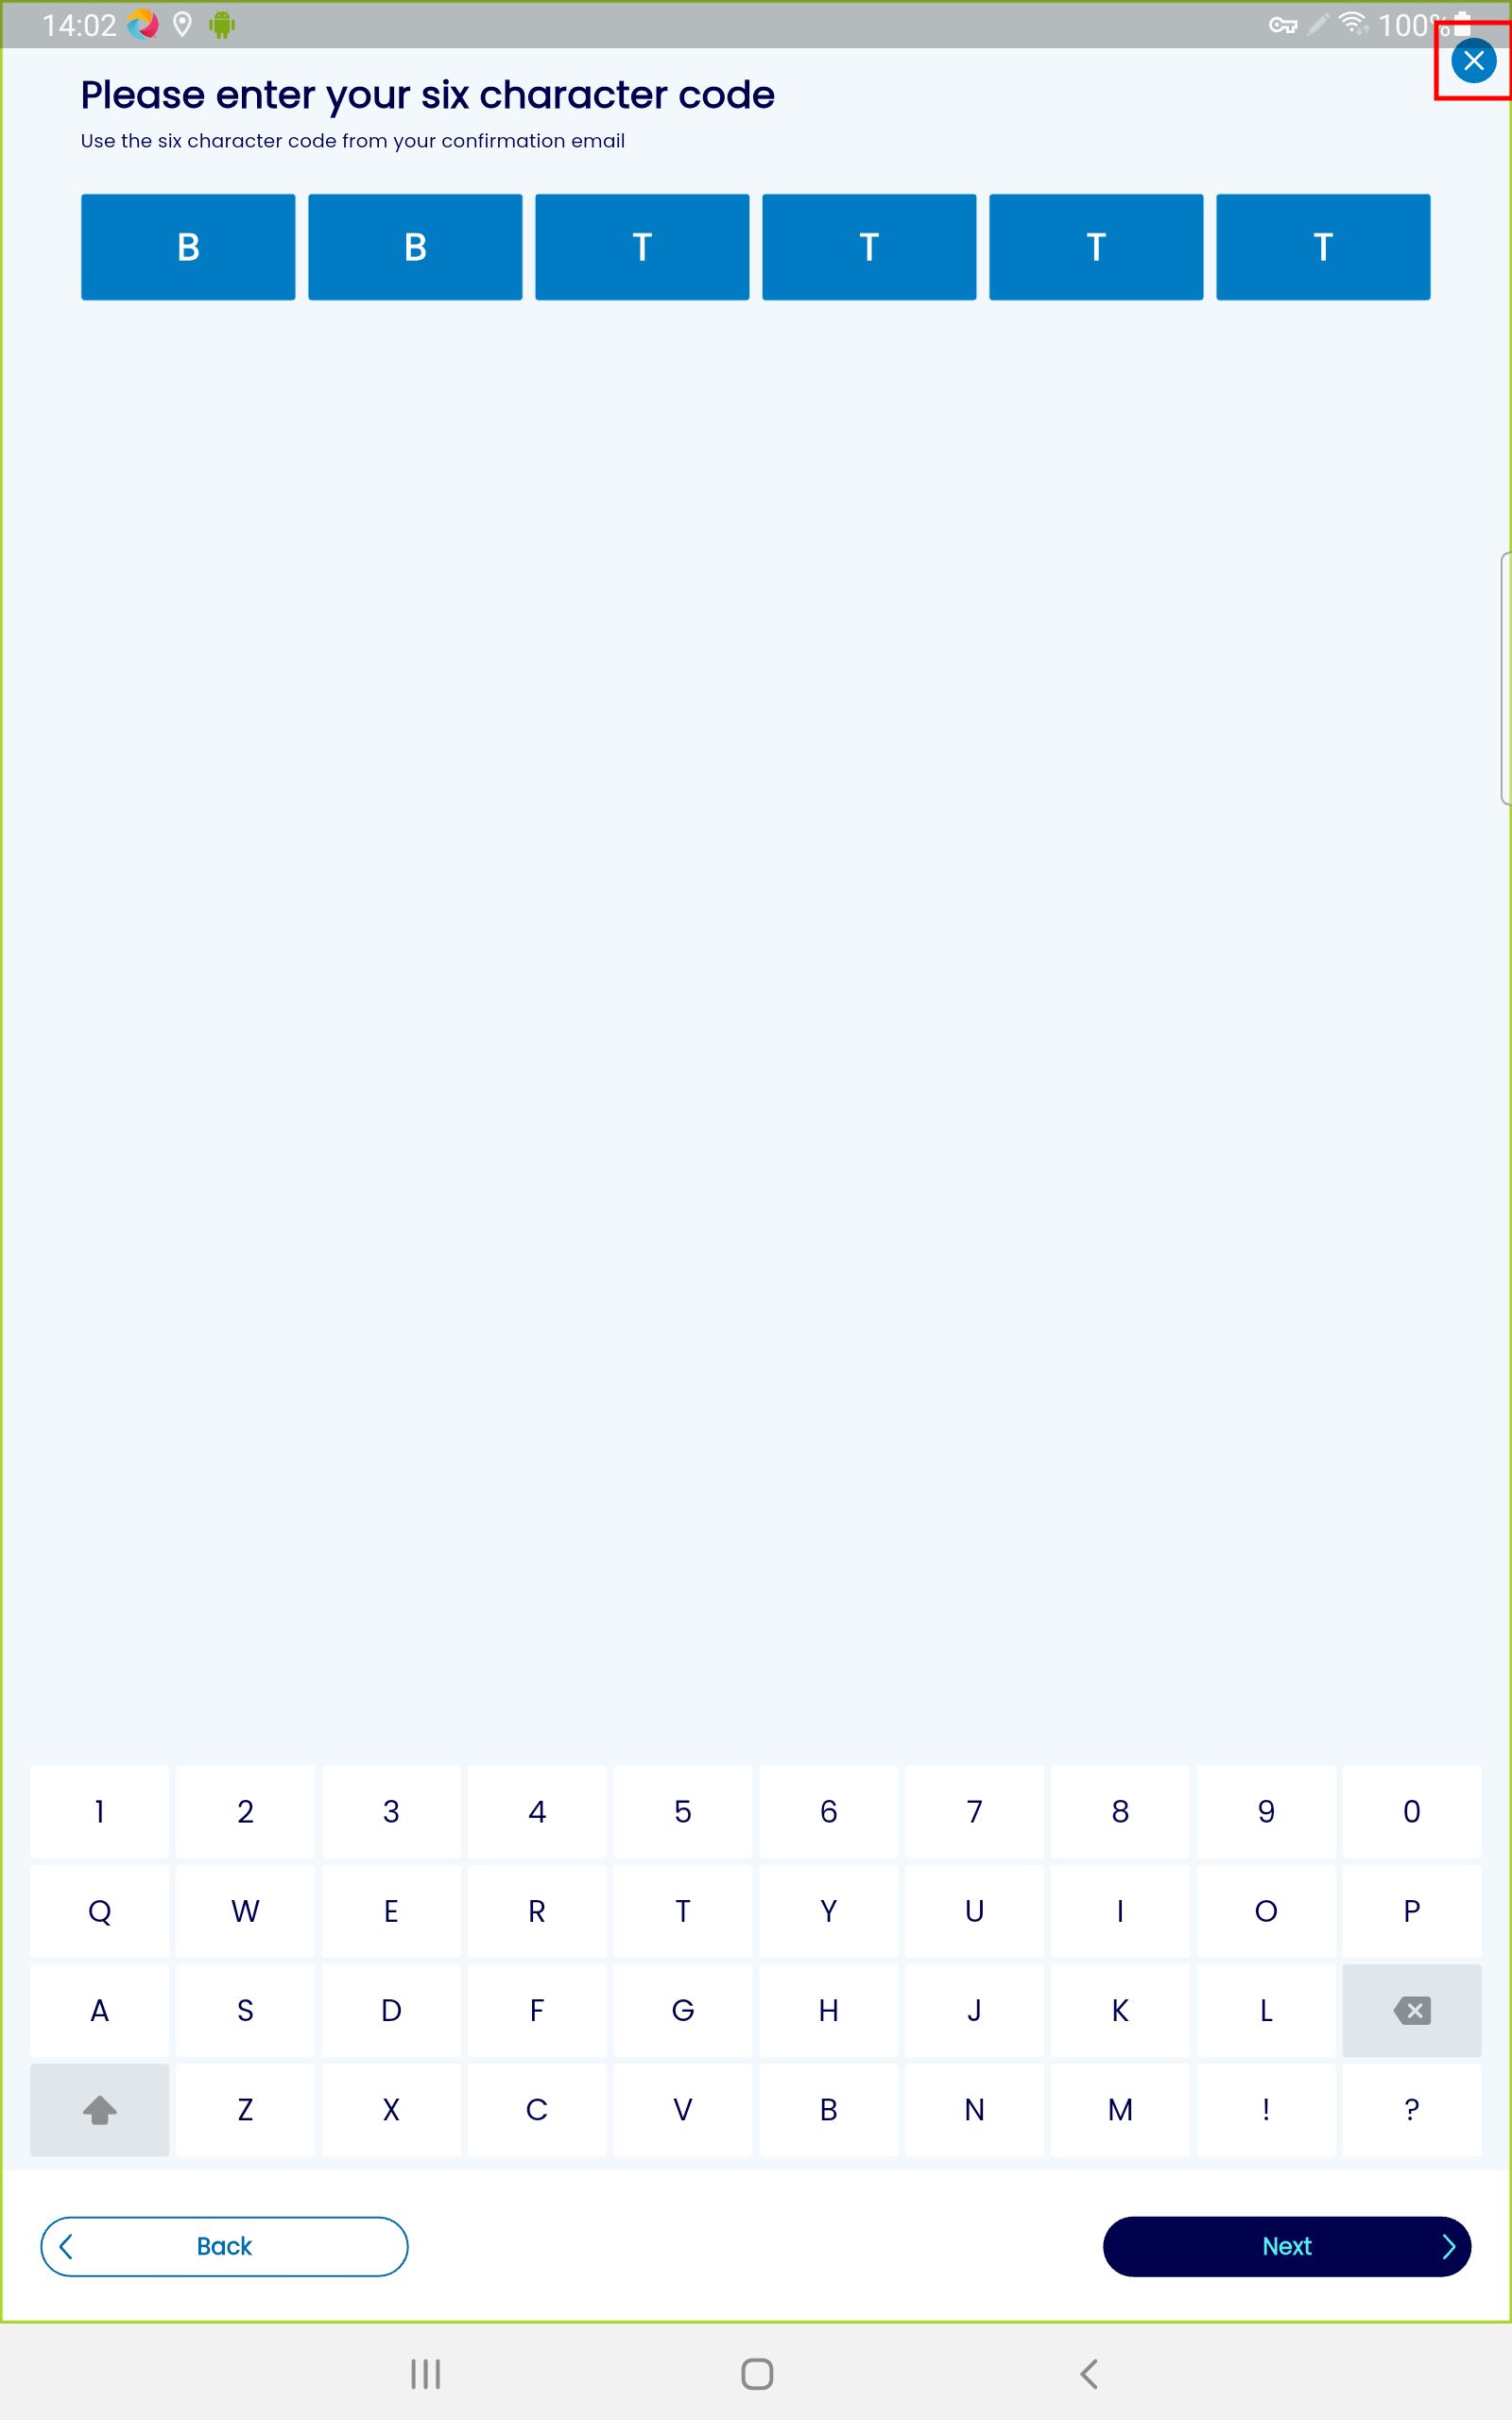 14:02 100%
Please enter your six character code
Use the six character code from your confirmation email
B B T T T T
1 2 3 4 5 6 7 8 9 0
Q W E R T Y U I O P
A S D F G H J K L
Z X C V B N M ! ?
Back Next